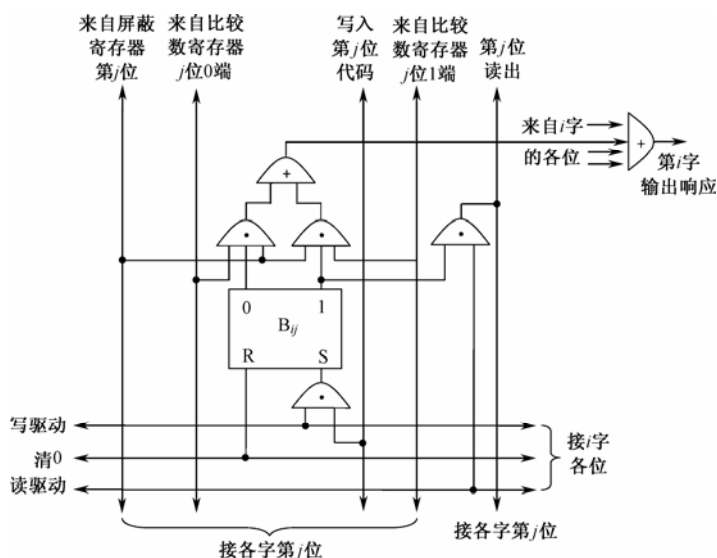 来自屏蔽
寄存器
第j位
来自比较
数寄存器
j位0端
写入
第j位
代码
来自比较
数寄存器
j位1端
第j位
读出
来自i字
的各位
+
第i字
输出响应
+
·
·
·
0
1
Bij
R
S
·
写驱动
清0
读驱动
接i字
各位
接各字第j位
接各字第j位